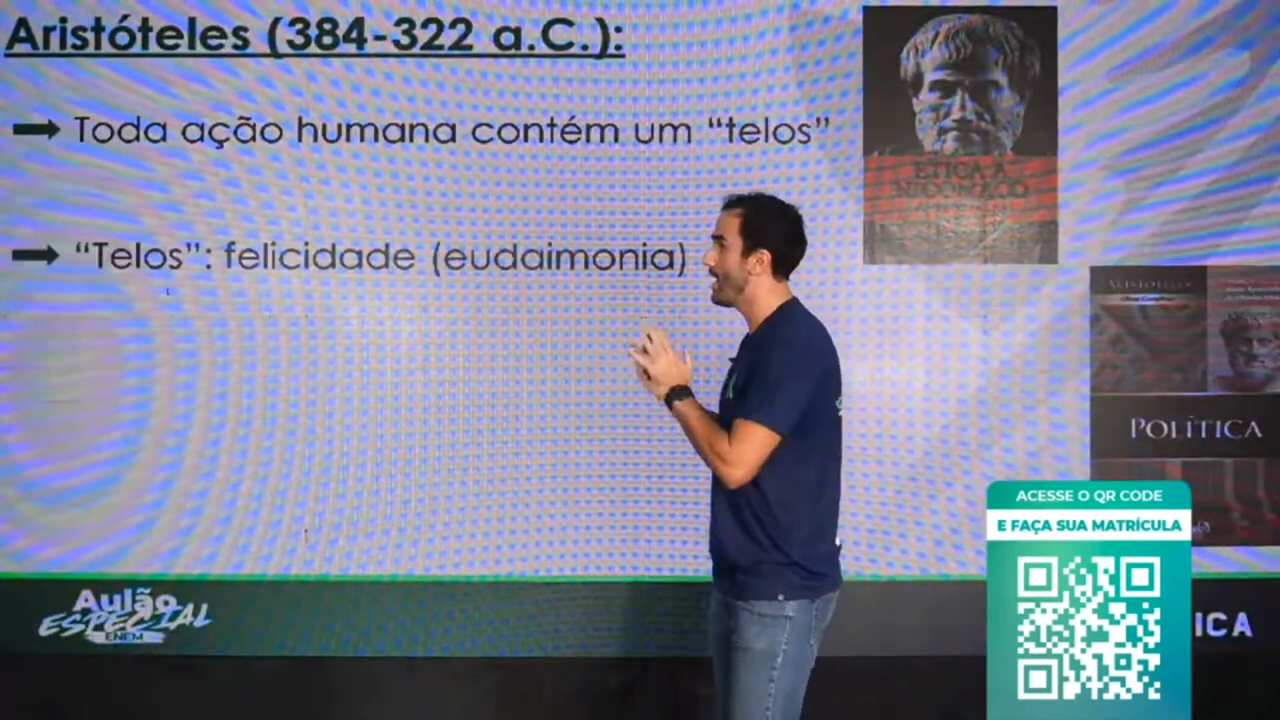 Aristóteles (384-322 a.C.):
Toda ação humana contém um “telos”
“Telos”: felicidade (eudaimonia)
ÉTICA A
NICÔMACO
ARISTÓTELES
POLÍTICA
ACESSE O QR CODE
E FAÇA SUA MATRÍCULA
Aulão
ESPECIAL
ENEM
ICA